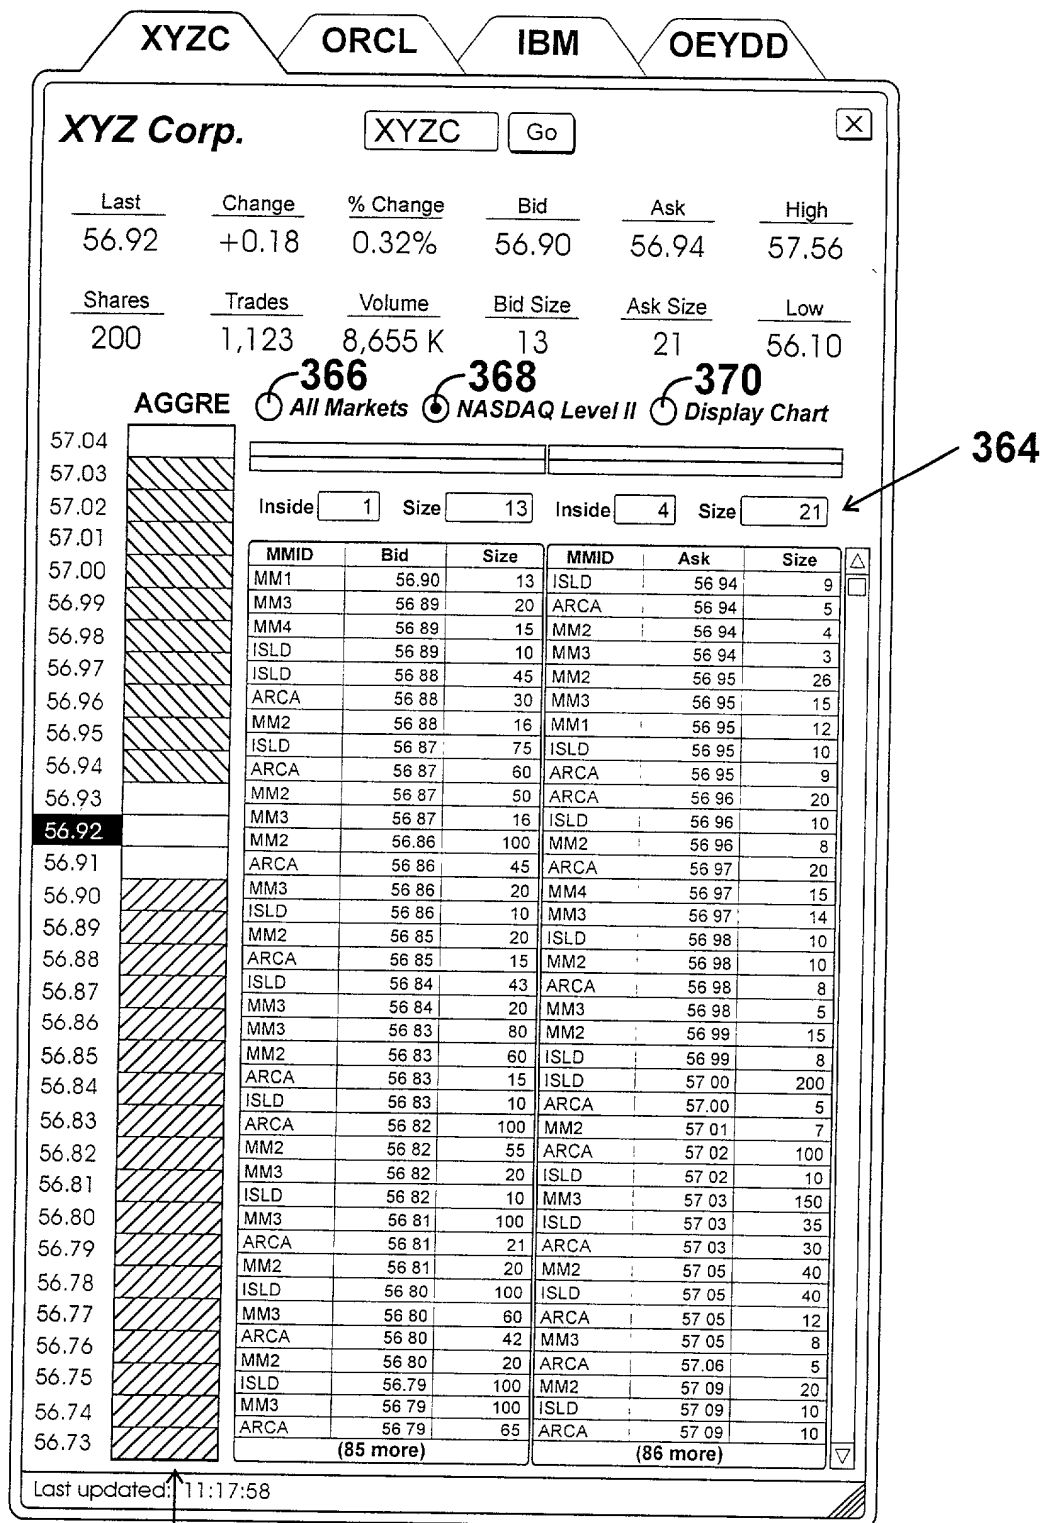 XYZC ORCL IBM OEYDD
XYZ Corp. XYZC Go X
Last Change % Change Bid Ask High
56.92 +0.18 0.32% 56.90 56.94 57.56
Shares Trades Volume Bid Size Ask Size Low
200 1,123 8,655 K 13 21 56.10
366 368 370
AGGRE All Markets NASDAQ Level II Display Chart
364
Inside 1 Size 13 Inside 4 Size 21
57.04
57.03
57.02
57.01
57.00
56.99
56.98
56.97
56.96
56.95
56.94
56.93
56.92
56.91
56.90
56.89
56.88
56.87
56.86
56.85
56.84
56.83
56.82
56.81
56.80
56.79
56.78
56.77
56.76
56.75
56.74
56.73
MMID Bid Size MMID Ask Size
MM1 56.90 13 ISLD 56 94 9
MM3 56 89 20 ARCA 56 94 5
MM4 56 89 15 MM2 56 94 4
ISLD 56 89 10 MM3 56 94 3
ISLD 56 88 45 MM2 56 95 26
ARCA 56 88 30 MM3 56 95 15
MM2 56 88 16 MM1 56 95 12
ISLD 56 87 75 ISLD 56 95 10
ARCA 56 87 60 ARCA 56 95 9
MM2 56 87 50 ARCA 56 96 20
MM3 56 87 16 ISLD 56 96 10
MM2 56.86 100 MM2 56 96 8
ARCA 56 86 45 ARCA 56 97 20
MM3 56 86 20 MM4 56 97 15
ISLD 56 86 10 MM3 56 97 14
MM2 56 85 20 ISLD 56 98 10
ARCA 56 85 15 MM2 56 98 10
ISLD 56 84 43 ARCA 56 98 8
MM3 56 84 20 MM3 56 98 5
MM3 56 83 80 MM2 56 99 15
MM2 56 83 60 ISLD 56 99 8
ARCA 56 83 15 ISLD 57 00 200
ISLD 56 83 10 ARCA 57.00 5
ARCA 56 82 100 MM2 57 01 7
MM2 56 82 55 ARCA 57 02 100
MM3 56 82 20 ISLD 57 02 10
ISLD 56 82 10 MM3 57 03 150
MM3 56 81 100 ISLD 57 03 35
ARCA 56 81 21 ARCA 57 03 30
MM2 56 81 20 MM2 57 05 40
ISLD 56 80 100 ISLD 57 05 40
MM3 56 80 60 ARCA 57 05 12
ARCA 56 80 42 MM3 57 05 8
MM2 56 80 20 ARCA 57.06 5
ISLD 56.79 100 MM2 57 09 20
MM3 56 79 100 ISLD 57 09 10
ARCA 56 79 65 ARCA 57 09 10
(85 more) (86 more)
Last updated: 11:17:58